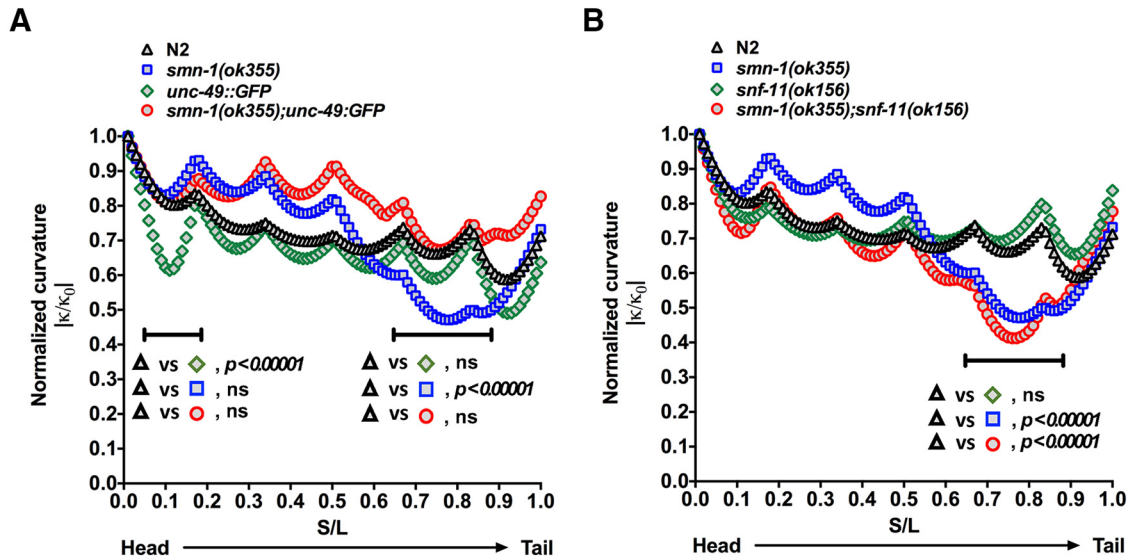 A
N2
smn-1(ok355)
unc-49::GFP
smn-1(ok355);unc-49:GFP
Normalized curvature
|κ/κ0|
1.0
0.9
0.8
0.7
0.6
0.5
0.4
0.3
0.2
0.1
0.0
vs , p<0.00001
vs , ns
vs , ns
vs , ns
vs , p<0.00001
vs , ns
0.0 0.1 0.2 0.3 0.4 0.5 0.6 0.7 0.8 0.9 1.0
S/L
Head Tail
B
N2
smn-1(ok355)
snf-11(ok156)
smn-1(ok355);snf-11(ok156)
Normalized curvature
|κ/κ0|
1.0
0.9
0.8
0.7
0.6
0.5
0.4
0.3
0.2
0.1
0.0
vs , ns
vs , p<0.00001
vs , p<0.00001
0.0 0.1 0.2 0.3 0.4 0.5 0.6 0.7 0.8 0.9 1.0
S/L
Head Tail